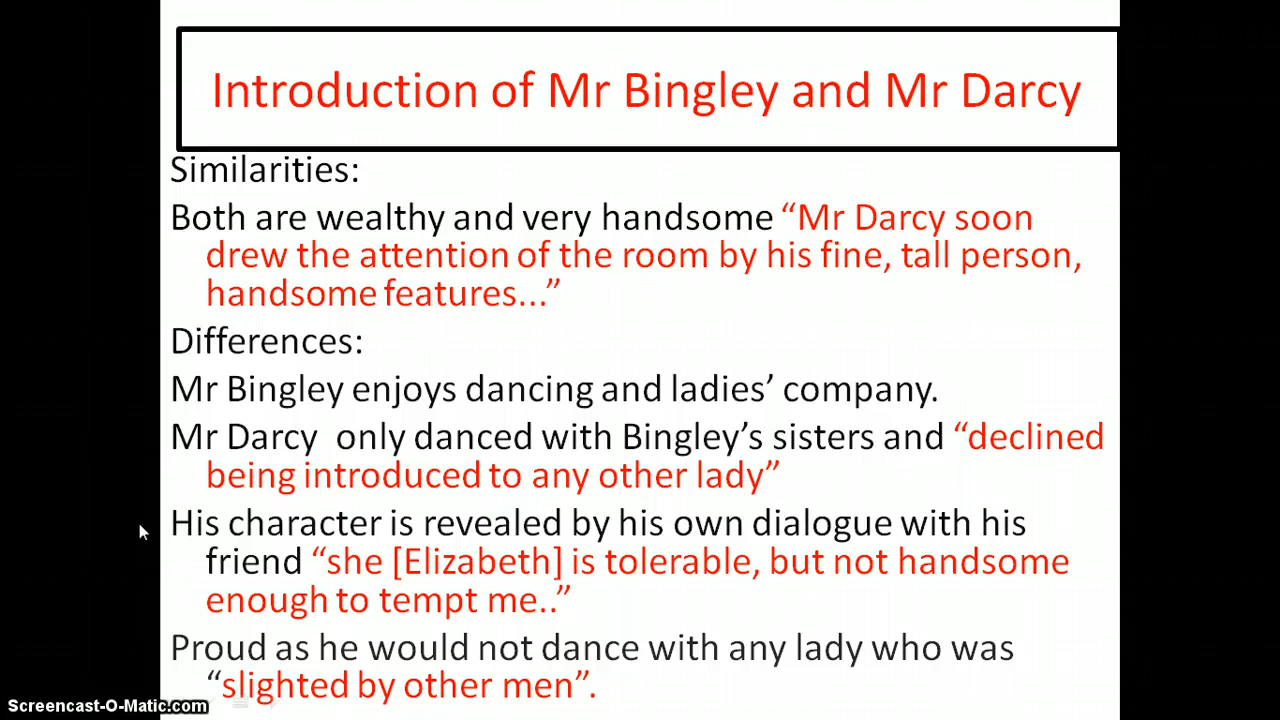 Introduction of Mr Bingley and Mr Darcy
Similarities:
Both are wealthy and very handsome “Mr Darcy soon
drew the attention of the room by his fine, tall person,
handsome features...”
Differences:
Mr Bingley enjoys dancing and ladies’ company.
Mr Darcy only danced with Bingley’s sisters and “declined
being introduced to any other lady”
His character is revealed by his own dialogue with his
friend “she [Elizabeth] is tolerable, but not handsome
enough to tempt me..”
Proud as he would not dance with any lady who was
“slighted by other men”.
Screencast-O-Matic.com